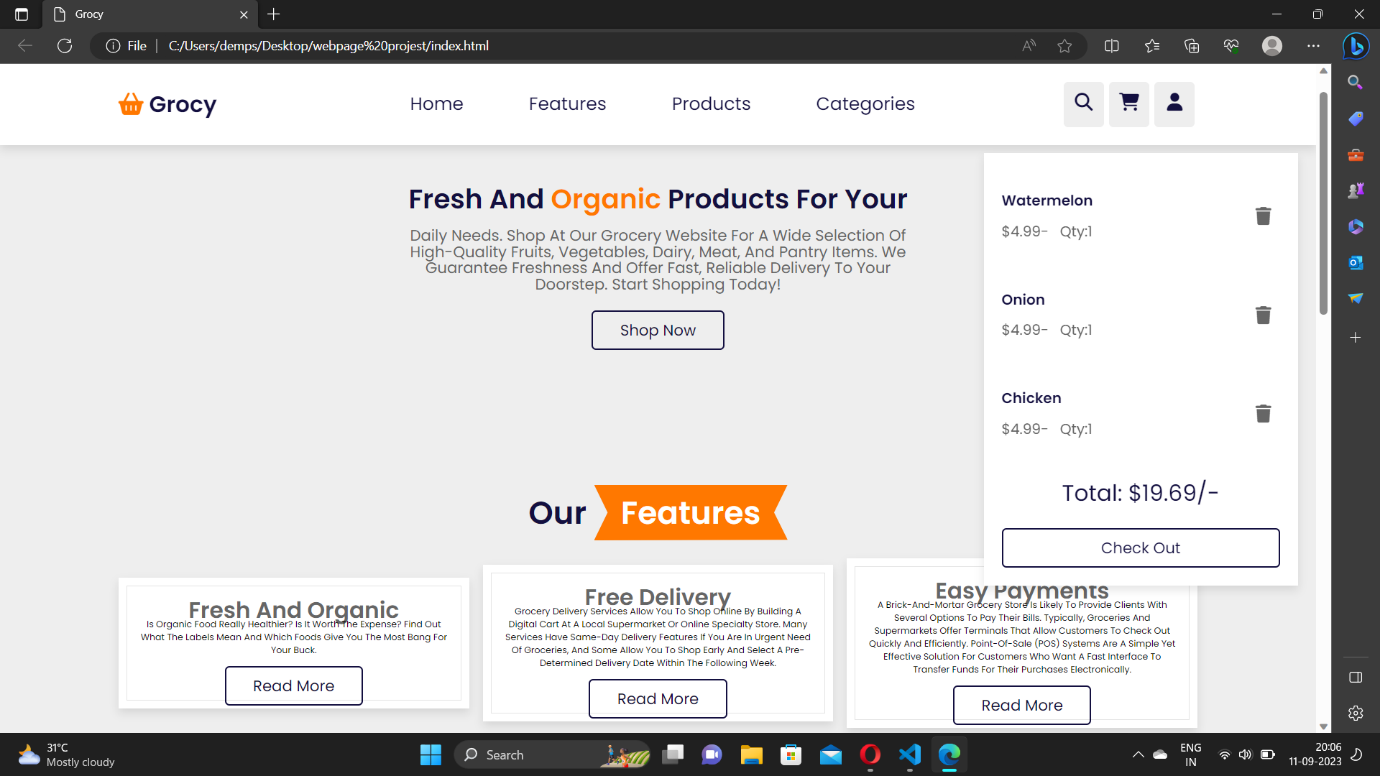 Grocy
File
C:/Users/demps/Desktop/webpage%20projest/index.html
Grocy
Home
Features
Products
Categories
Fresh And Organic Products For Your
Daily Needs. Shop At Our Grocery Website For A Wide Selection Of
High-Quality Fruits, Vegetables, Dairy, Meat, And Pantry Items. We
Guarantee Freshness And Offer Fast, Reliable Delivery To Your
Doorstep. Start Shopping Today!
Shop Now
Watermelon
$4.99- Qty:1
Onion
$4.99- Qty:1
Chicken
$4.99- Qty:1
Total: $19.69/-
Check Out
Our Features
Fresh And Organic
Is Organic Food Really Healthier? Is It Worth The Expense? Find Out
What The Labels Mean And Which Foods Give You The Most Bang For
Your Buck.
Read More
Free Delivery
Grocery Delivery Services Allow You To Shop Online By Building A
Digital Cart At A Local Supermarket Or Online Specialty Store. Many
Services Have Same-Day Delivery Features If You Are In Urgent Need
Of Groceries, And Some Allow You To Shop Early And Select A Pre-
Determined Delivery Date Within The Following Week.
Read More
Easy Payments
A Brick-And-Mortar Grocery Store Is Likely To Provide Clients With
Several Options To Pay Their Bills. Typically, Groceries And
Supermarkets Offer Terminals That Allow Customers To Check Out
Quickly And Efficiently. Point-Of-Sale (POS) Systems Are A Simple Yet
Effective Solution For Customers Who Want A Fast Interface To
Transfer Funds For Their Purchases Electronically.
Read More
31°C
Mostly cloudy
Search
ENG
IN
20:06
11-09-2023